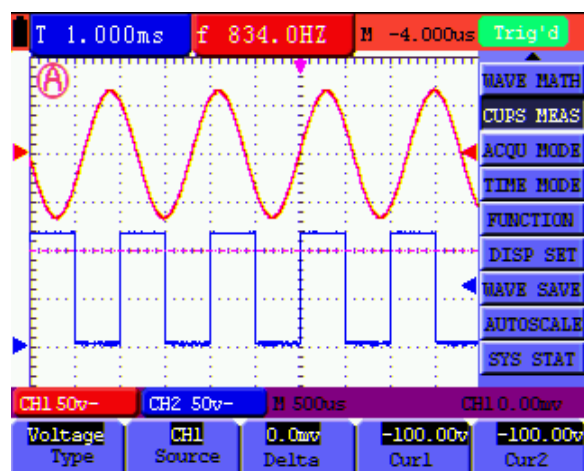 T 1.000ms f 834.0HZ M -4.000us Trig'd
A
WAVE MATH
CUPS MEAS
ACQU MODE
TIME MODE
FUNCTION
DISP SET
WAVE SAVE
AUTOSCALE
SYS STAT
CH1 50v~ CH2 50v~ M 500us CH1 0.00mv
Voltage CH1 0.0mv -100.00v -100.00v
Type Source Delta Cur1 Cur2